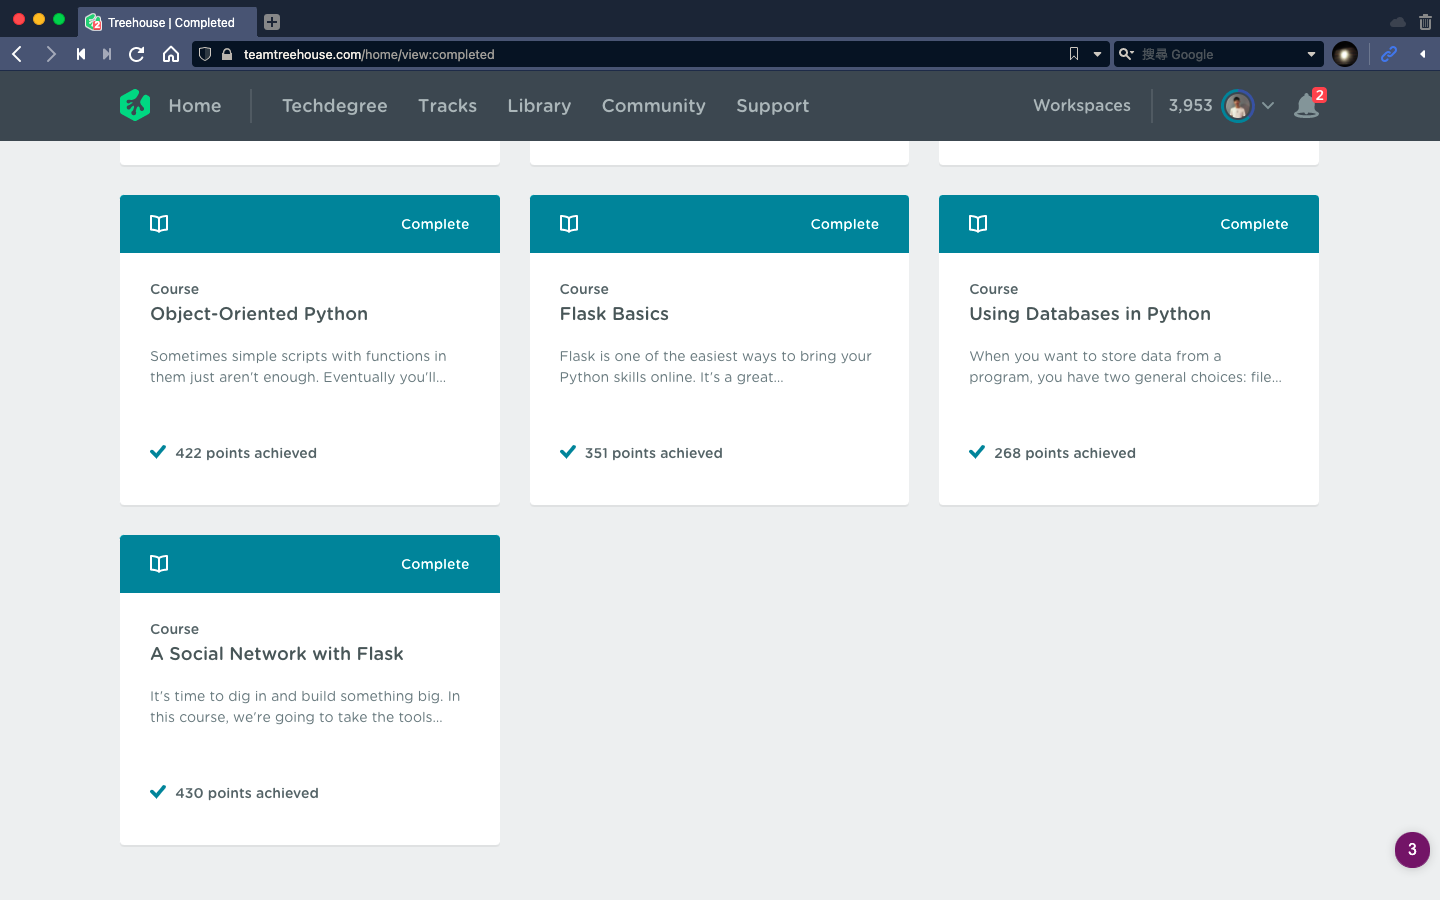 Treehouse | Completed
teamtreehouse.com/home/view:completed
搜尋 Google
Home
Techdegree
Tracks
Library
Community
Support
Workspaces
3,953
2
Complete
Course
Object-Oriented Python
Sometimes simple scripts with functions in
them just aren't enough. Eventually you'll...
422 points achieved
Complete
Course
Flask Basics
Flask is one of the easiest ways to bring your
Python skills online. It's a great...
351 points achieved
Complete
Course
Using Databases in Python
When you want to store data from a
program, you have two general choices: file...
268 points achieved
Complete
Course
A Social Network with Flask
It's time to dig in and build something big. In
this course, we're going to take the tools...
430 points achieved
3